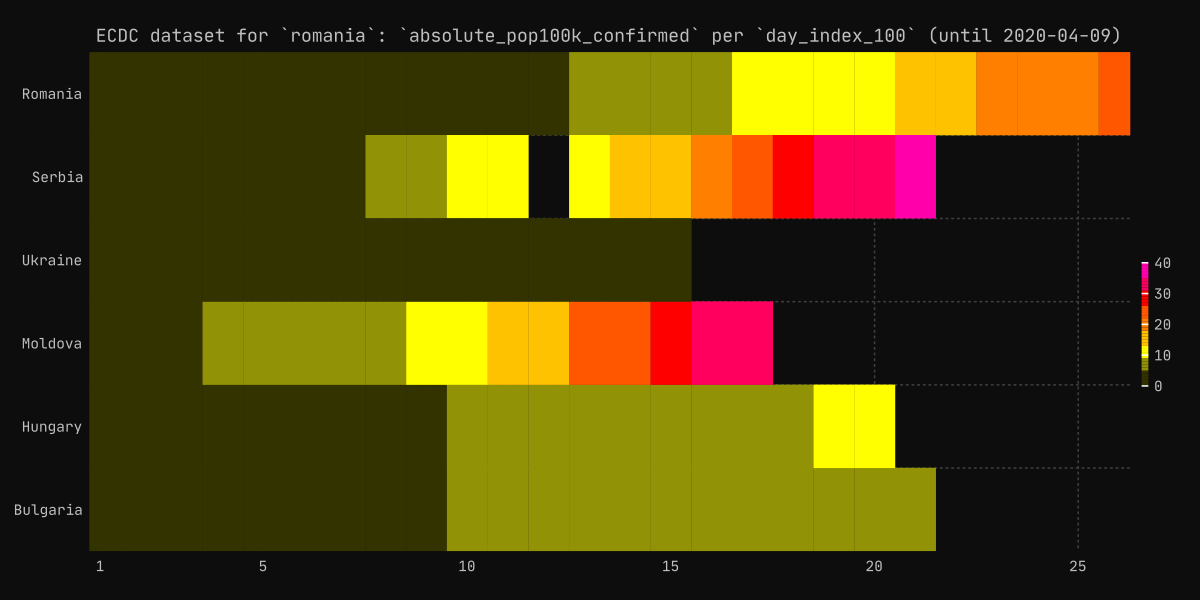 ECDC dataset for `romania`: `absolute_pop100k_confirmed` per `day_index_100` (until 2020-04-09)
Romania
Serbia
Ukraine
Moldova
Hungary
Bulgaria
1 5 10 15 20 25
40
30
20
10
0